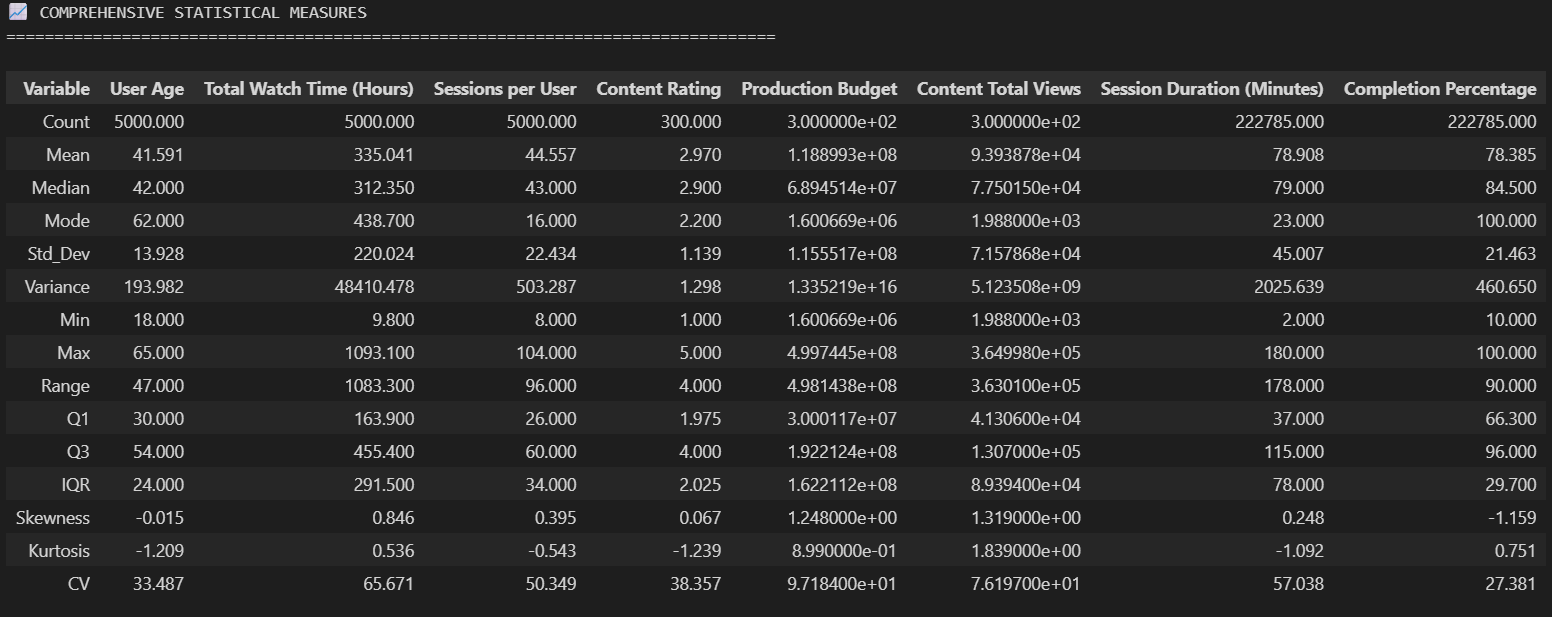 📈 COMPREHENSIVE STATISTICAL MEASURES
================================================================================
Variable User Age Total Watch Time (Hours) Sessions per User Content Rating Production Budget Content Total Views Session Duration (Minutes) Completion Percentage
Count 5000.000 5000.000 5000.000 300.000 3.000000e+02 3.000000e+02 222785.000 222785.000
Mean 41.591 335.041 44.557 2.970 1.188993e+08 9.393878e+04 78.908 78.385
Median 42.000 312.350 43.000 2.900 6.894514e+07 7.750150e+04 79.000 84.500
Mode 62.000 438.700 16.000 2.200 1.600669e+06 1.988000e+03 23.000 100.000
Std_Dev 13.928 220.024 22.434 1.139 1.155517e+08 7.157868e+04 45.007 21.463
Variance 193.982 48410.478 503.287 1.298 1.335219e+16 5.123508e+09 2025.639 460.650
Min 18.000 9.800 8.000 1.000 1.600669e+06 1.988000e+03 2.000 10.000
Max 65.000 1093.100 104.000 5.000 4.997445e+08 3.649980e+05 180.000 100.000
Range 47.000 1083.300 96.000 4.000 4.981438e+08 3.630100e+05 178.000 90.000
Q1 30.000 163.900 26.000 1.975 3.000117e+07 4.130600e+04 37.000 66.300
Q3 54.000 455.400 60.000 4.000 1.922124e+08 1.307000e+05 115.000 96.000
IQR 24.000 291.500 34.000 2.025 1.622112e+08 8.939400e+04 78.000 29.700
Skewness -0.015 0.846 0.395 0.067 1.248000e+00 1.319000e+00 0.248 -1.159
Kurtosis -1.209 0.536 -0.543 -1.239 8.990000e-01 1.839000e+00 -1.092 0.751
CV 33.487 65.671 50.349 38.357 9.718400e+01 7.619700e+01 57.038 27.381